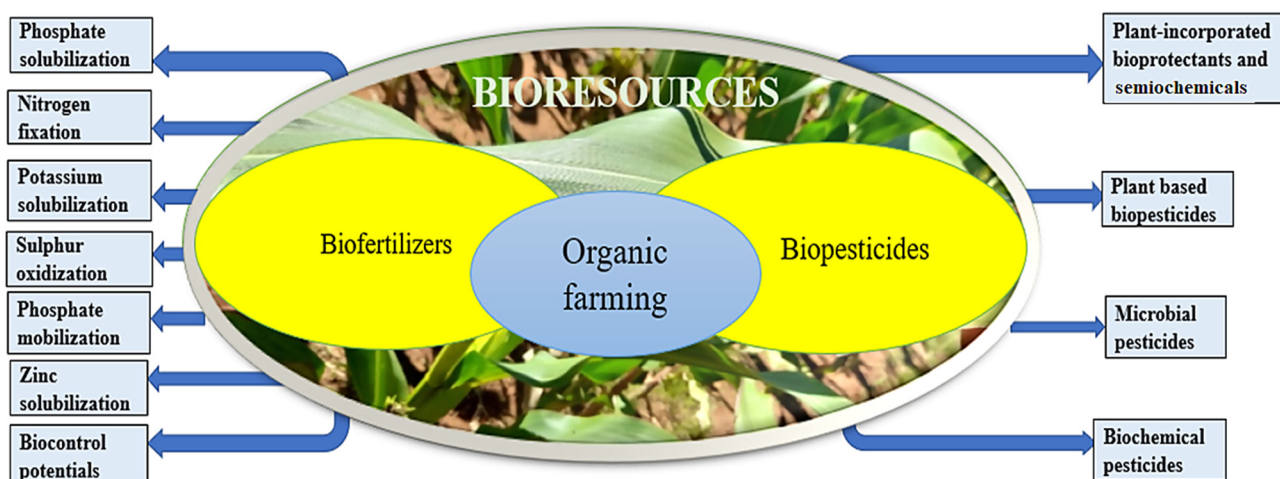 Phosphate
solubilization
Nitrogen
fixation
Potassium
solubilization
Sulphur
oxidization
Phosphate
mobilization
Zinc
solubilization
Biocontrol
potentials
BIORESOURCES
Biofertilizers
Organic
farming
Biopesticides
Plant-incorporated
bioprotectants and
semiochemicals
Plant based
biopesticides
Microbial
pesticides
Biochemical
pesticides